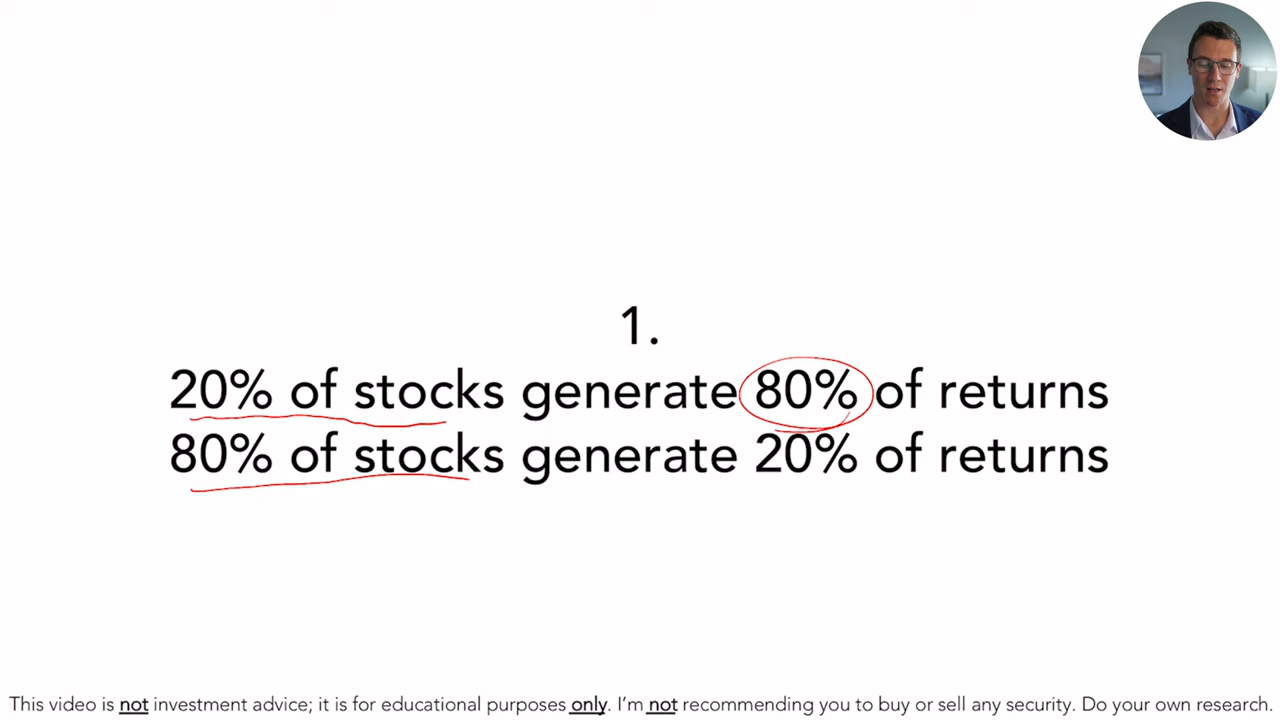 1.
20% of stocks generate 80% of returns
80% of stocks generate 20% of returns
This video is not investment advice; it is for educational purposes only. I'm not recommending you to buy or sell any security. Do your own research.